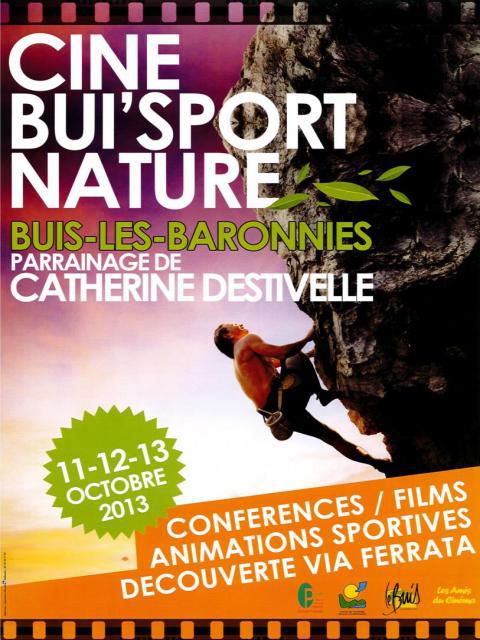 CINE
BUI'SPORT
NATURE
BUIS-LES-BARONNIES
PARRAINAGE DE
CATHERINE DESTIVELLE
11-12-13
OCTOBRE
2013
CONFERENCES / FILMS
ANIMATIONS SPORTIVES
DECOUVERTE VIA FERRATA
le Buis
Les Amis
du Cinéma